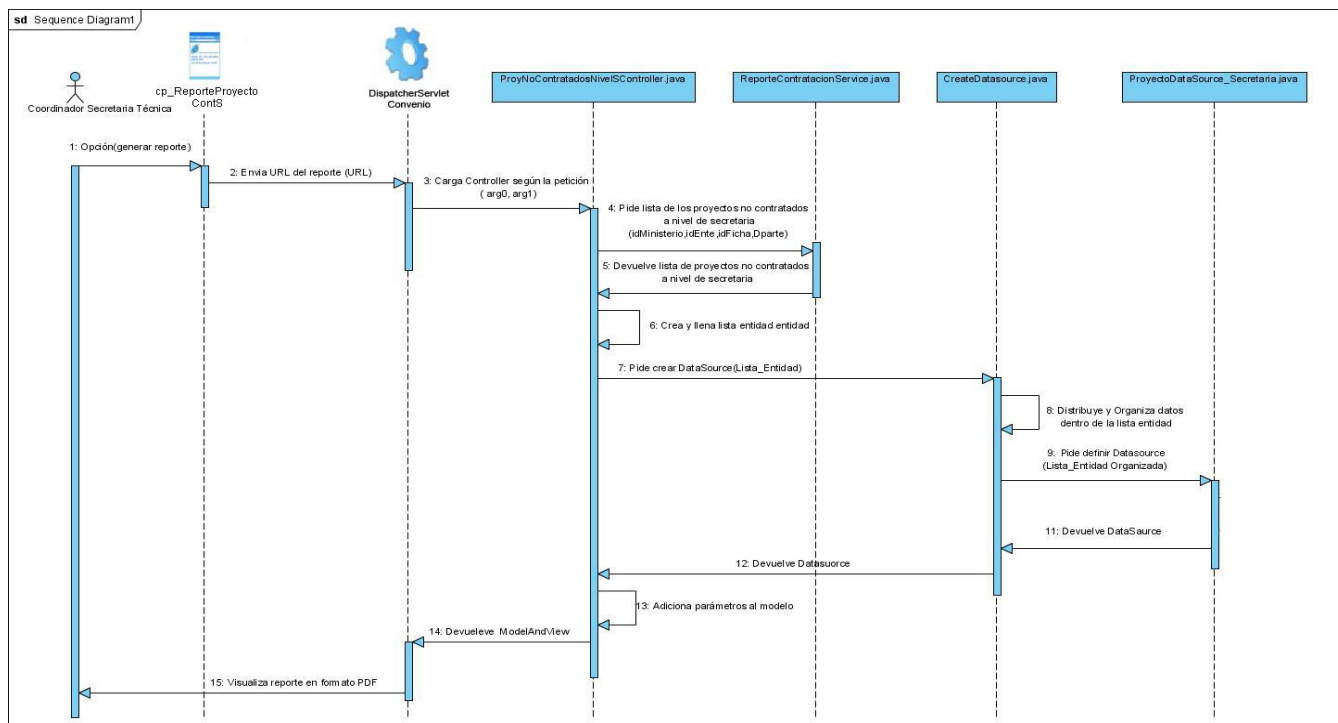 sd Sequence Diagram1
Coordinador Secretaria Técnica
cp_ReporteProyecto
ContS
DispatcherServlet
Convenio
ProyNoContratadosNivelSController.java
ReporteContratacionService.java
CreateDatasource.java
ProyectoDataSource_Secretaria.java
1: Opción(generar reporte)
2: Envia URL del reporte (URL)
3: Carga Controller según la petición
( arg0, arg1)
4: Pide lista de los proyectos no contratados
a nivel de secretaria
(idMinisterio,idEnte,idFicha,Dparte)
5: Devuelve lista de proyectos no contratados
a nivel de secretaria
6: Crea y llena lista entidad entidad
7: Pide crear DataSource(Lista_Entidad)
8: Distribuye y Organiza datos
dentro de la lista entidad
9: Pide definir Datasource
(Lista_Entidad Organizada)
11: Devuelve DataSaurce
12: Devuelve Datasuorce
13: Adiciona parámetros al modelo
14: Devueleve ModelAndView
15: Visualiza reporte en formato PDF